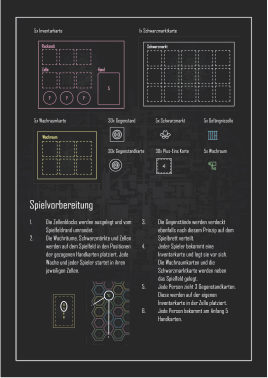 5x Inventarkarte
1x Schwarzmarktkarte
Rucksack
Zelle
Hand
5
? ? ?
Schwarzmarkt
5x Wachraumkarte
Wachraum
30x Gegenstand
5x Schwarzmarkt
5x Gefängniszelle
30x Gegenstandkarte
38x Plus-Eins Karte
5x Wachraum
Spielvorbereitung
1. Die Zellenblocks werden ausgelegt und vom
Spielfeldrand umrandet.
2. Die Wachräume, Schwarzmärkte und Zellen
werden auf dem Spielfeld in den Positionen
der gezogenen Handkarten platziert. Jede
Wache und jeder Spieler startet in ihren
jeweiligen Zellen.
3. Die Gegenstände werden verdeckt
ebenfalls nach diesem Prinzip auf dem
Spielbrett verteilt.
4. Jeder Spieler bekommt eine
Inventarkarte und legt sie vor sich.
Die Wachraumkarten und die
Schwarzmarktkarte werden neben
das Spielfeld gelegt.
5. Jede Person zieht 3 Gegenstandkarten.
Diese werden auf der eigenen
Inventarkarte in der Zelle platziert.
6. Jede Person bekommt am Anfang 5
Handkarten.